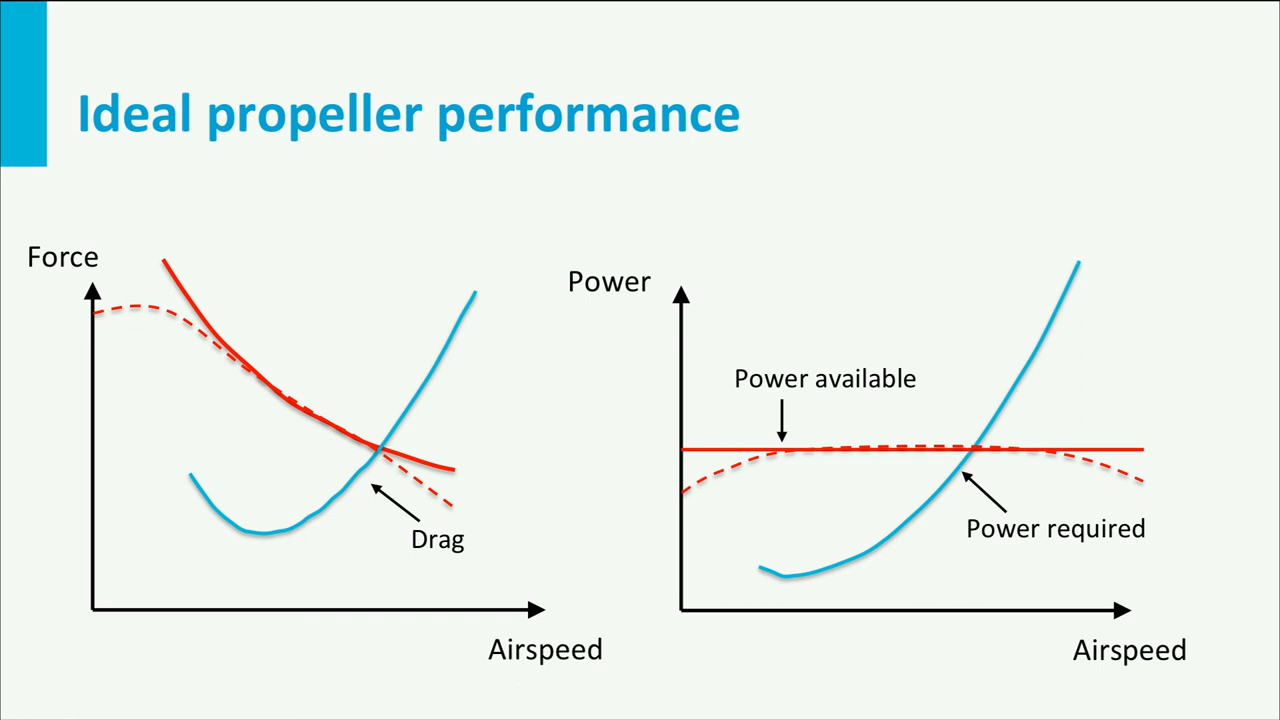 Ideal propeller performance
Force
Drag
Airspeed
Power
Power available
Power required
Airspeed